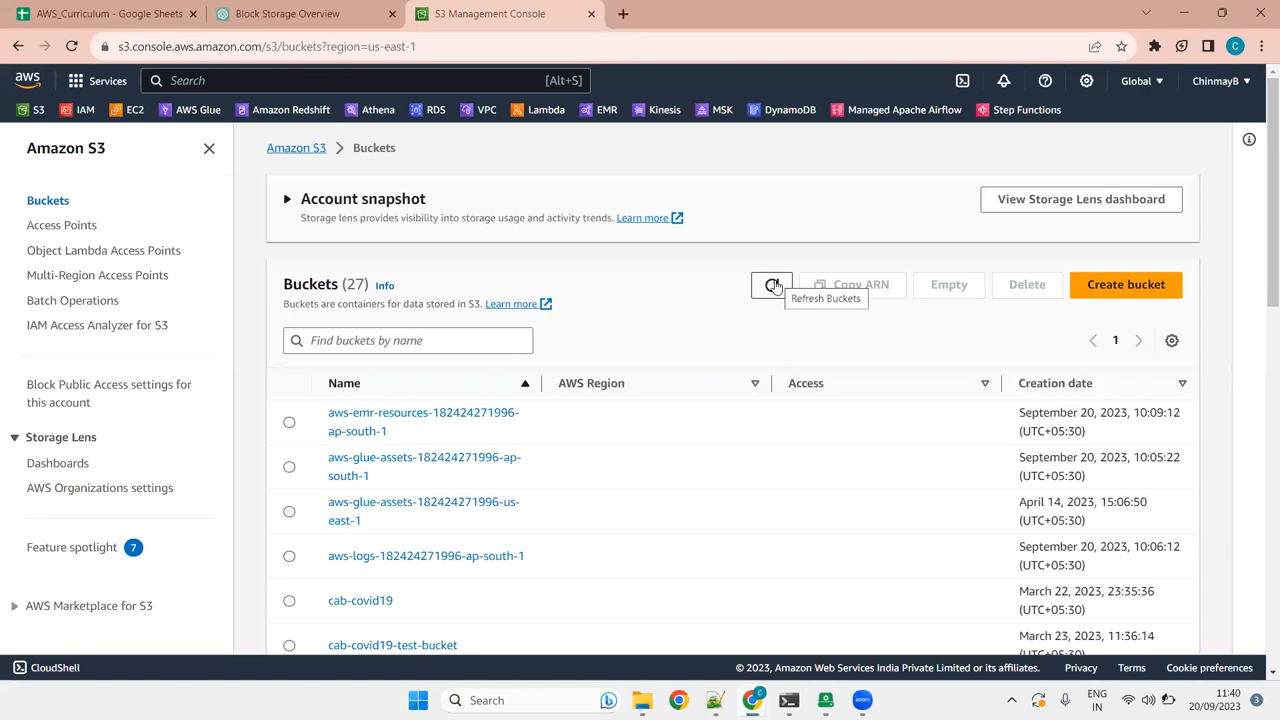 AWS_Curriculum - Google Sheets
Block Storage Overview
S3 Management Console
s3.console.aws.amazon.com/s3/buckets?region=us-east-1
aws
Services
Search
[Alt+S]
Global
ChinmayB
S3
IAM
EC2
AWS Glue
Amazon Redshift
Athena
RDS
VPC
Lambda
EMR
Kinesis
MSK
DynamoDB
Managed Apache Airflow
Step Functions
Amazon S3
Buckets
Access Points
Object Lambda Access Points
Multi-Region Access Points
Batch Operations
IAM Access Analyzer for S3
Block Public Access settings for
this account
Storage Lens
Dashboards
AWS Organizations settings
Feature spotlight 7
AWS Marketplace for S3
Amazon S3
Buckets
Account snapshot
Storage lens provides visibility into storage usage and activity trends. Learn more
View Storage Lens dashboard
Buckets (27) Info
Buckets are containers for data stored in S3. Learn more
Copy ARN
Empty
Delete
Create bucket
Refresh Buckets
Find buckets by name
1
Name
AWS Region
Access
Creation date
aws-emr-resources-182424271996-
ap-south-1
September 20, 2023, 10:09:12
(UTC+05:30)
aws-glue-assets-182424271996-ap-
south-1
September 20, 2023, 10:05:22
(UTC+05:30)
aws-glue-assets-182424271996-us-
east-1
April 14, 2023, 15:06:50
(UTC+05:30)
aws-logs-182424271996-ap-south-1
September 20, 2023, 10:06:12
(UTC+05:30)
cab-covid19
March 22, 2023, 23:35:36
(UTC+05:30)
cab-covid19-test-bucket
March 23, 2023, 11:36:14
(UTC+05:30)
CloudShell
© 2023, Amazon Web Services India Private Limited or its affiliates.
Privacy
Terms
Cookie preferences
Search
ENG
IN
11:40
20/09/2023
3